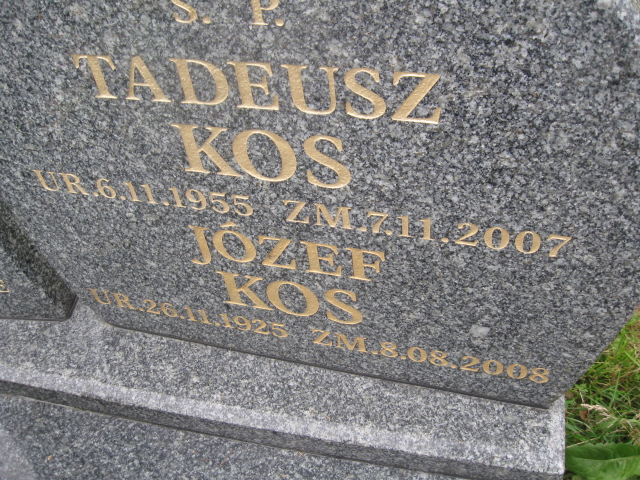 S. P.
TADEUSZ
KOS
UR.6.11.1955 ZM.7.11.2007
JÓZEF
KOS
UR.26.11.1925 ZM.8.08.2008